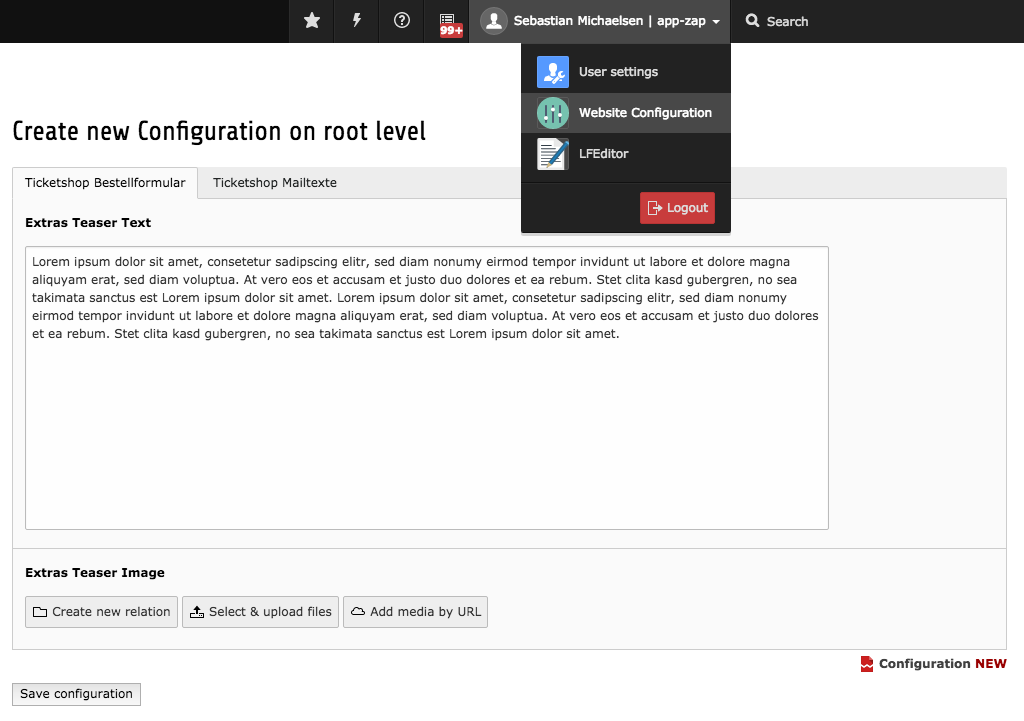 99+
Sebastian Michaelsen | app-zap
Search
User settings
Website Configuration
LFEditor
Logout
Create new Configuration on root level
Ticketshop Bestellformular
Ticketshop Mailtexte
Extras Teaser Text
Lorem ipsum dolor sit amet, consetetur sadipscing elitr, sed diam nonumy eirmod tempor invidunt ut labore et dolore magna
aliquyam erat, sed diam voluptua. At vero eos et accusam et justo duo dolores et ea rebum. Stet clita kasd gubergren, no sea
takimata sanctus est Lorem ipsum dolor sit amet. Lorem ipsum dolor sit amet, consetetur sadipscing elitr, sed diam nonumy
eirmod tempor invidunt ut labore et dolore magna aliquyam erat, sed diam voluptua. At vero eos et accusam et justo duo dolores
et ea rebum. Stet clita kasd gubergren, no sea takimata sanctus est Lorem ipsum dolor sit amet.
Extras Teaser Image
Create new relation
Select & upload files
Add media by URL
Configuration NEW
Save configuration